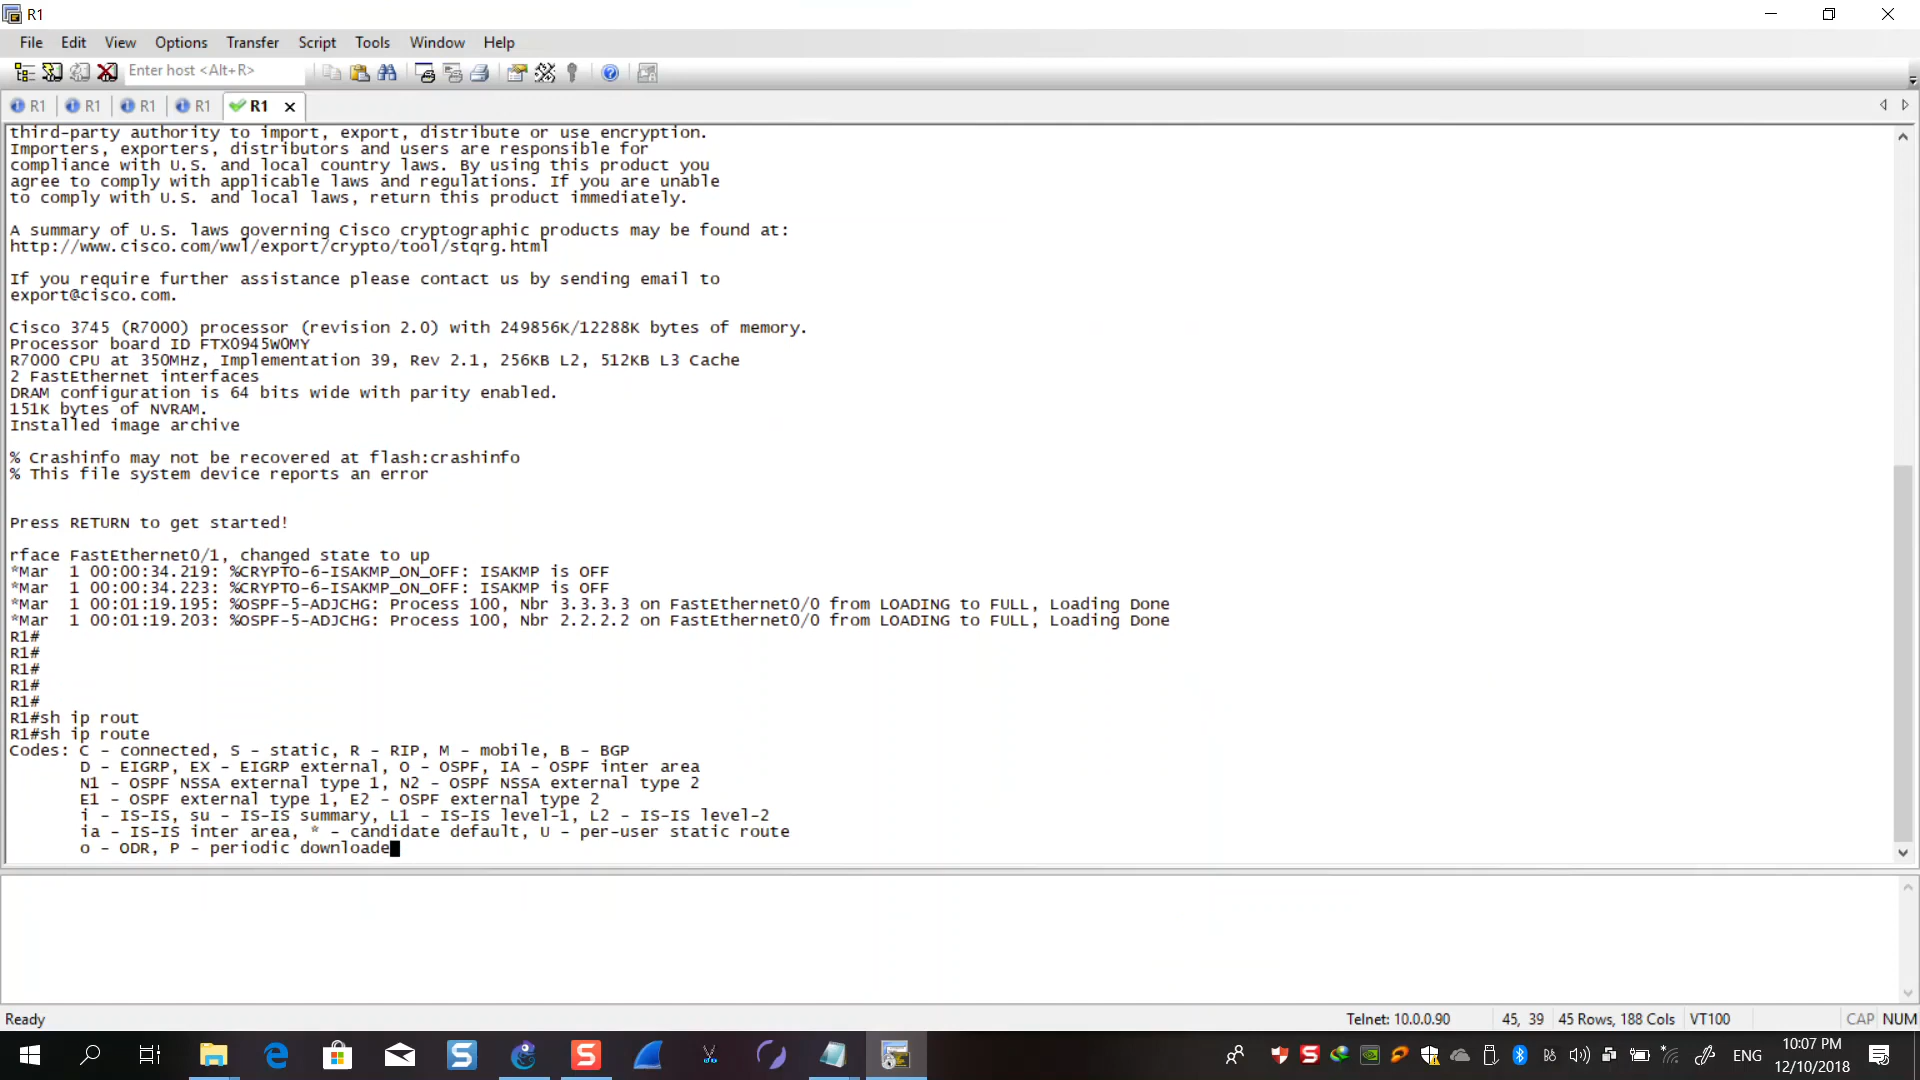 R1
File Edit View Options Transfer Script Tools Window Help
Enter host <Alt+R>
R1 R1 R1 R1 R1
third-party authority to import, export, distribute or use encryption.
Importers, exporters, distributors and users are responsible for
compliance with U.S. and local country laws. By using this product you
agree to comply with applicable laws and regulations. If you are unable
to comply with U.S. and local laws, return this product immediately.
A summary of U.S. laws governing Cisco cryptographic products may be found at:
http://www.cisco.com/wwl/export/crypto/tool/stqrg.html
If you require further assistance please contact us by sending email to
export@cisco.com.
Cisco 3745 (R7000) processor (revision 2.0) with 249856K/12288K bytes of memory.
Processor board ID FTX0945W0MY
R7000 CPU at 350MHz, Implementation 39, Rev 2.1, 256KB L2, 512KB L3 Cache
2 FastEthernet interfaces
DRAM configuration is 64 bits wide with parity enabled.
151K bytes of NVRAM.
Installed image archive
% Crashinfo may not be recovered at flash:crashinfo
% This file system device reports an error
Press RETURN to get started!
rface FastEthernet0/1, changed state to up
*Mar  1 00:00:34.219: %CRYPTO-6-ISAKMP_ON_OFF: ISAKMP is OFF
*Mar  1 00:00:34.223: %CRYPTO-6-ISAKMP_ON_OFF: ISAKMP is OFF
*Mar  1 00:01:19.195: %OSPF-5-ADJCHG: Process 100, Nbr 3.3.3.3 on FastEthernet0/0 from LOADING to FULL, Loading Done
*Mar  1 00:01:19.203: %OSPF-5-ADJCHG: Process 100, Nbr 2.2.2.2 on FastEthernet0/0 from LOADING to FULL, Loading Done
R1#
R1#
R1#
R1#
R1#
R1#sh ip rout
R1#sh ip route
Codes: C - connected, S - static, R - RIP, M - mobile, B - BGP
D - EIGRP, EX - EIGRP external, O - OSPF, IA - OSPF inter area
N1 - OSPF NSSA external type 1, N2 - OSPF NSSA external type 2
E1 - OSPF external type 1, E2 - OSPF external type 2
i - IS-IS, su - IS-IS summary, L1 - IS-IS level-1, L2 - IS-IS level-2
ia - IS-IS inter area, * - candidate default, U - per-user static route
o - ODR, P - periodic downloade
Ready Telnet: 10.0.0.90 45, 39 45 Rows, 188 Cols VT100 CAP NUM
ENG 10:07 PM
12/10/2018